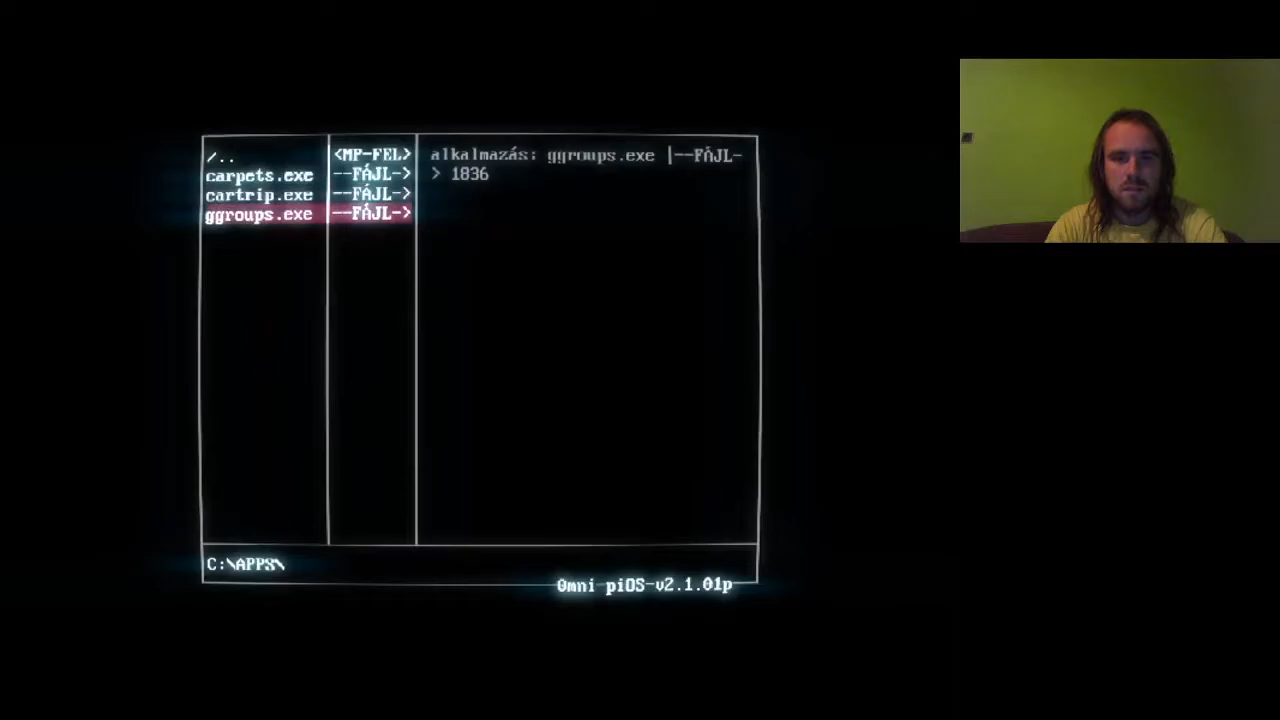 /..
<MP-FEL>
alkalmazás: ggroups.exe |--FÁJL-
carpets.exe
--FÁJL->
> 1836
cartrip.exe
--FÁJL->
ggroups.exe
--FÁJL->
C:\APPS\
Omni piOS-v2.1.01p